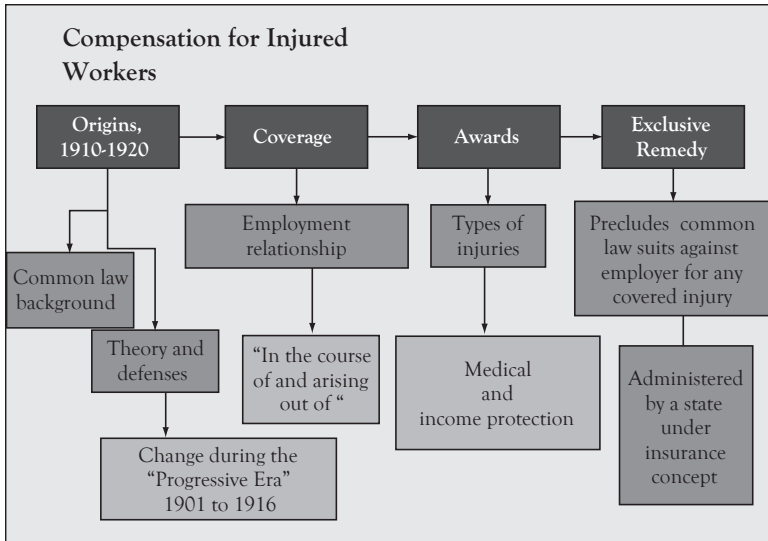 Compensation for Injured
Workers
Origins,
1910-1920
Coverage
Awards
Exclusive
Remedy
Common law
background
Theory and
defenses
Change during the
“Progressive Era”
1901 to 1916
Employment
relationship
“In the course
of and arising
out of “
Types of
injuries
Medical
and
income protection
Precludes common
law suits against
employer for any
covered injury
Administered
by a state
under
insurance
concept